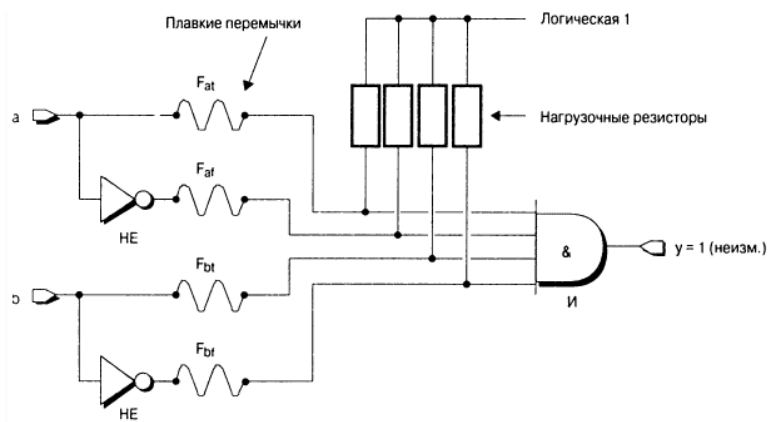 Плавкие перемычки
Логическая 1
Fat
a
Нагрузочные резисторы
Faf
НЕ
&
y = 1 (неизм.)
И
Fbt
b
Fbf
НЕ